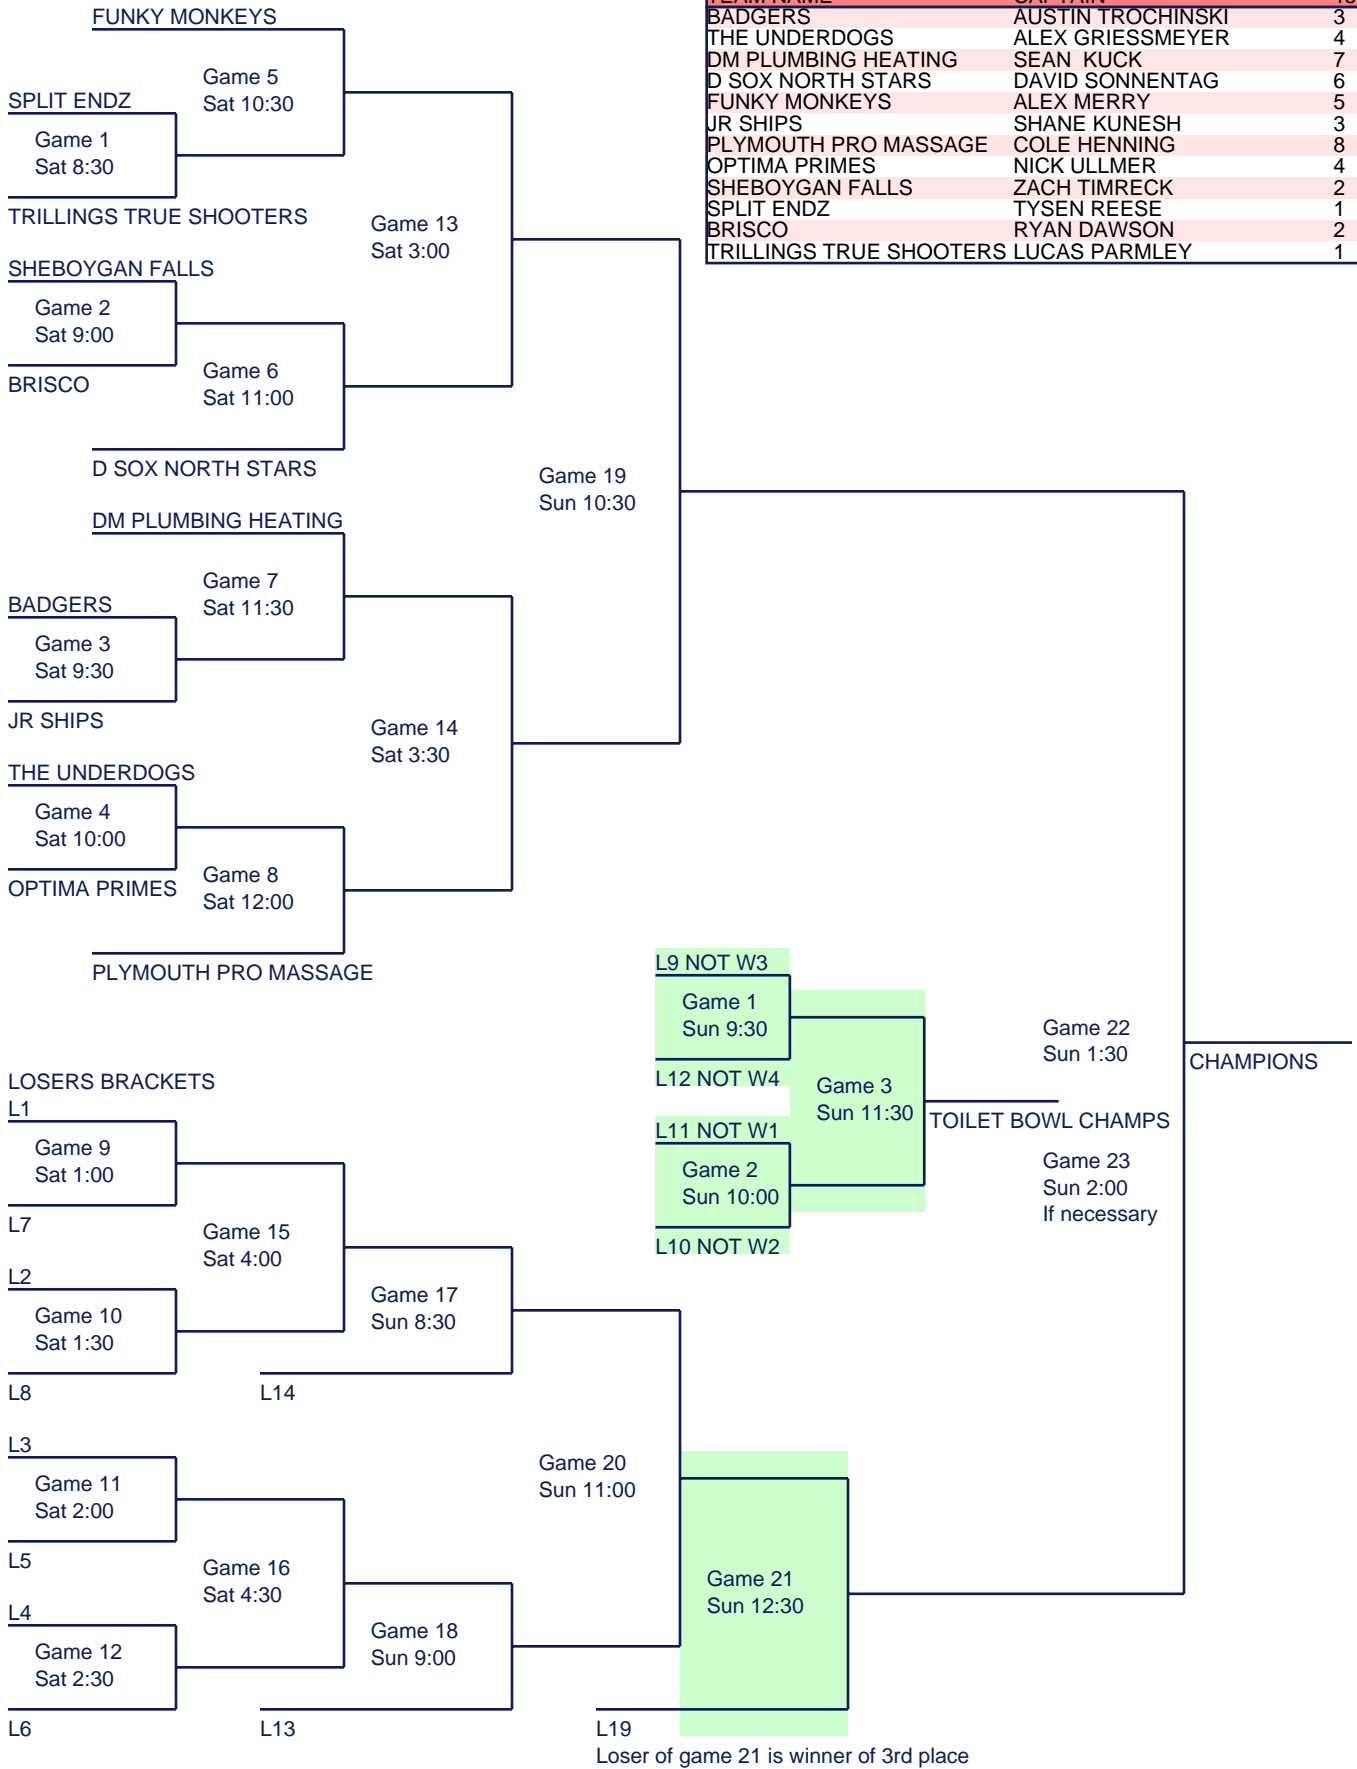 FUNKY MONKEYS
Game 5
Sat 10:30
SPLIT ENDZ
Game 1
Sat 8:30
TRILLINGS TRUE SHOOTERS
Game 13
Sat 3:00
SHEBOYGAN FALLS
Game 2
Sat 9:00
BRISCO
Game 6
Sat 11:00
D SOX NORTH STARS
Game 19
Sun 10:30
DM PLUMBING HEATING
Game 7
Sat 11:30
BADGERS
Game 3
Sat 9:30
JR SHIPS
Game 14
Sat 3:30
THE UNDERDOGS
Game 4
Sat 10:00
OPTIMA PRIMES
Game 8
Sat 12:00
PLYMOUTH PRO MASSAGE
TEAM NAME CAPTAIN
BADGERS AUSTIN TROCHINSKI 3
THE UNDERDOGS ALEX GRIESSMEYER 4
DM PLUMBING HEATING SEAN KUCK 7
D SOX NORTH STARS DAVID SONNENTAG 6
FUNKY MONKEYS ALEX MERRY 5
JR SHIPS SHANE KUNESH 3
PLYMOUTH PRO MASSAGE COLE HENNING 8
OPTIMA PRIMES NICK ULLMER 4
SHEBOYGAN FALLS ZACH TIMRECK 2
SPLIT ENDZ TYSEN REESE 1
BRISCO RYAN DAWSON 2
TRILLINGS TRUE SHOOTERS LUCAS PARMLEY 1
L9 NOT W3
Game 1
Sun 9:30
L12 NOT W4
Game 3
Sun 11:30
L11 NOT W1
Game 2
Sun 10:00
L10 NOT W2
TOILET BOWL CHAMPS
Game 22
Sun 1:30
CHAMPIONS
Game 23
Sun 2:00
If necessary
LOSERS BRACKETS
L1
Game 9
Sat 1:00
L7
Game 15
Sat 4:00
L2
Game 10
Sat 1:30
L8
Game 17
Sun 8:30
L14
L3
Game 11
Sat 2:00
L5
Game 16
Sat 4:30
L4
Game 12
Sat 2:30
L6
Game 18
Sun 9:00
L13
Game 20
Sun 11:00
Game 21
Sun 12:30
L19
Loser of game 21 is winner of 3rd place